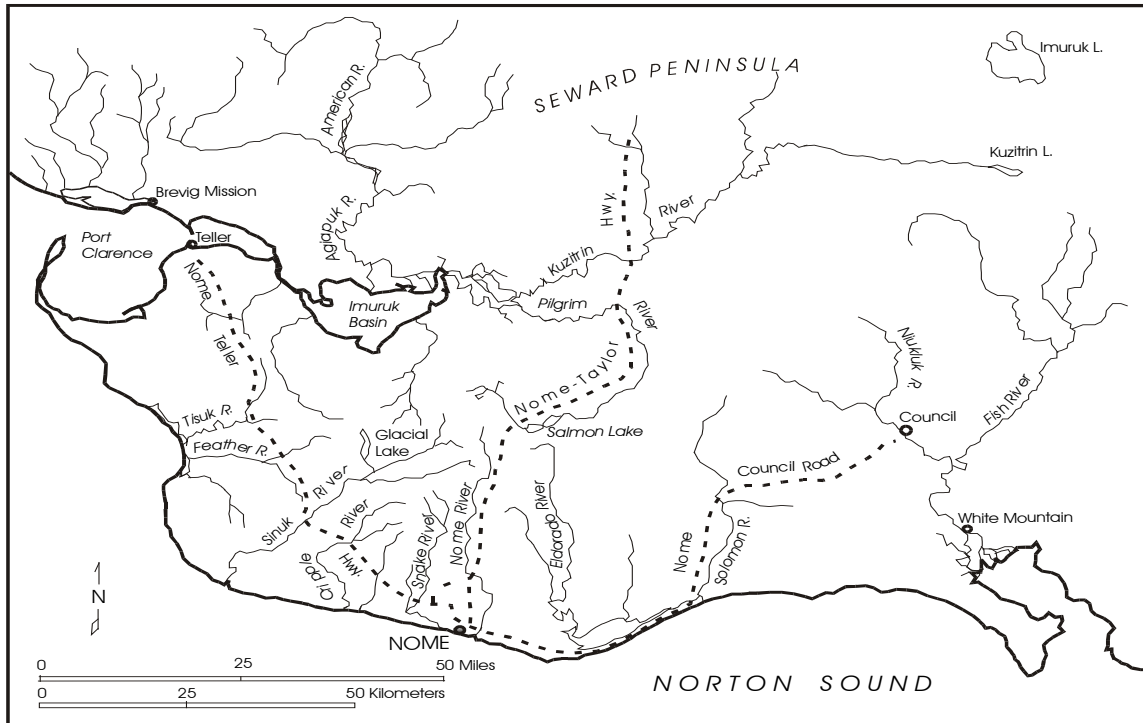 Imuruk L.
SEWARD PENINSULA
American R.
Kuzitrin L.
Brevig Mission
Agiapuk R.
Hwy.
River
Port
Clarence
Teller
Kuzitrin
Nome
Teller
Imuruk
Basin
Pilgrim
River
Niukluk R.
Nome-Taylor
Fish River
Tisuk R.
Feather R.
Glacial
Lake
Salmon Lake
Council
Council Road
Sinuk River
Cripple River
Hwy.
Snake River
Nome River
Eldorado River
Nome
Solomon R.
White Mountain
N
NOME
0 25 50 Miles
0 25 50 Kilometers
NORTON SOUND